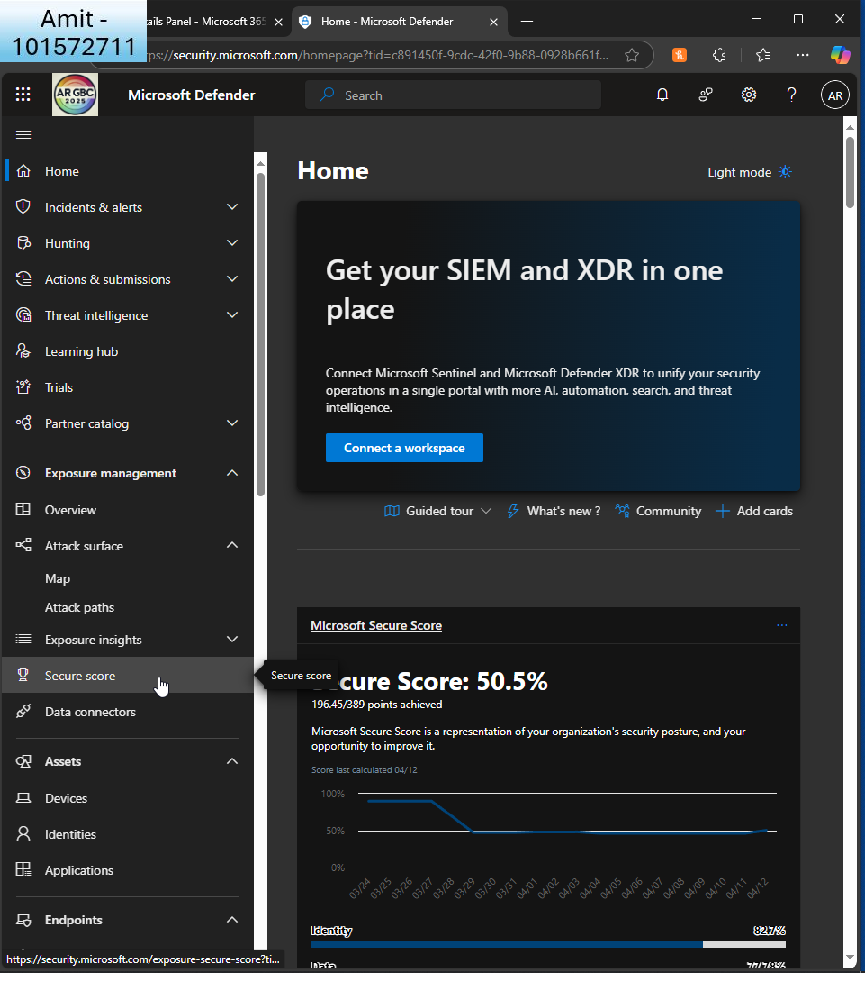 Amit -
101572711
ails Panel - Microsoft 365
Home - Microsoft Defender
ps://security.microsoft.com/homepage?tid=c891450f-9cdc-42f0-9b88-0928b661f...
AR GBC
2025
Microsoft Defender
Search
AR
Home
Incidents & alerts
Hunting
Actions & submissions
Threat intelligence
Learning hub
Trials
Partner catalog
Exposure management
Overview
Attack surface
Map
Attack paths
Exposure insights
Secure score
Data connectors
Assets
Devices
Identities
Applications
Endpoints
https://security.microsoft.com/exposure-secure-score?ti...
Home
Light mode
Get your SIEM and XDR in one
place
Connect Microsoft Sentinel and Microsoft Defender XDR to unify your security
operations in a single portal with more AI, automation, search, and threat
intelligence.
Connect a workspace
Guided tour
What's new ?
Community
Add cards
Microsoft Secure Score
Secure score
ecure Score: 50.5%
196.45/389 points achieved
Microsoft Secure Score is a representation of your organization's security posture, and your
opportunity to improve it.
Score last calculated 04/12
100%
50%
0%
03/24 03/25 03/26 03/27 03/28 03/29 03/30 03/31 04/01 04/02 04/03 04/04 04/05 04/06 04/07 04/08 04/09 04/10 04/11 04/12
Identity 82.7%
Data 77.78%